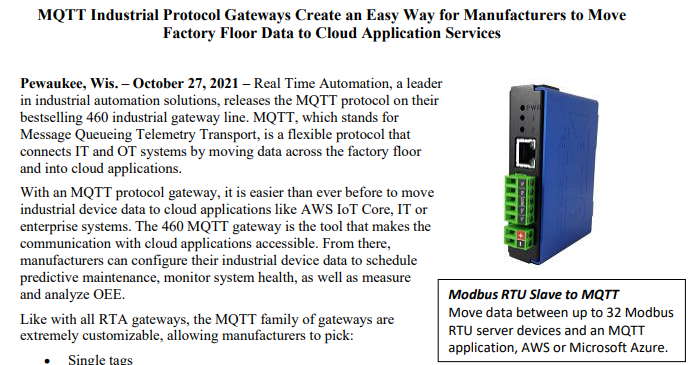 MQTT Industrial Protocol Gateways Create an Easy Way for Manufacturers to Move
Factory Floor Data to Cloud Application Services
Pewaukee, Wis. – October 27, 2021 – Real Time Automation, a leader
in industrial automation solutions, releases the MQTT protocol on their
bestselling 460 industrial gateway line. MQTT, which stands for
Message Queueing Telemetry Transport, is a flexible protocol that
connects IT and OT systems by moving data across the factory floor
and into cloud applications.
With an MQTT protocol gateway, it is easier than ever before to move
industrial device data to cloud applications like AWS IoT Core, IT or
enterprise systems. The 460 MQTT gateway is the tool that makes the
communication with cloud applications accessible. From there,
manufacturers can configure their industrial device data to schedule
predictive maintenance, monitor system health, as well as measure
and analyze OEE.
Like with all RTA gateways, the MQTT family of gateways are
extremely customizable, allowing manufacturers to pick:
• Single tags
Modbus RTU Slave to MQTT
Move data between up to 32 Modbus
RTU server devices and an MQTT
application, AWS or Microsoft Azure.